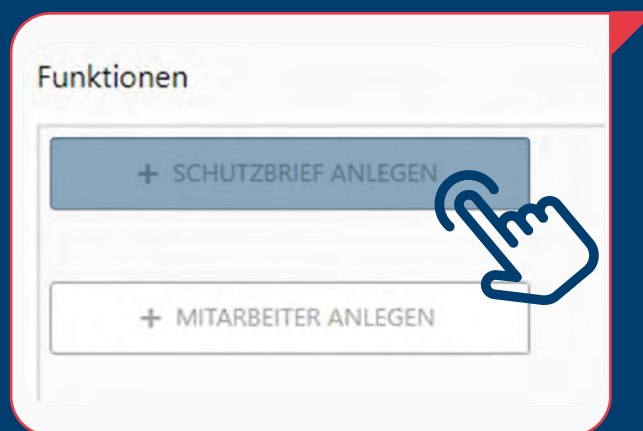 Funktionen
+ SCHUTZBRIEF ANLEGEN
+ MITARBEITER ANLEGEN